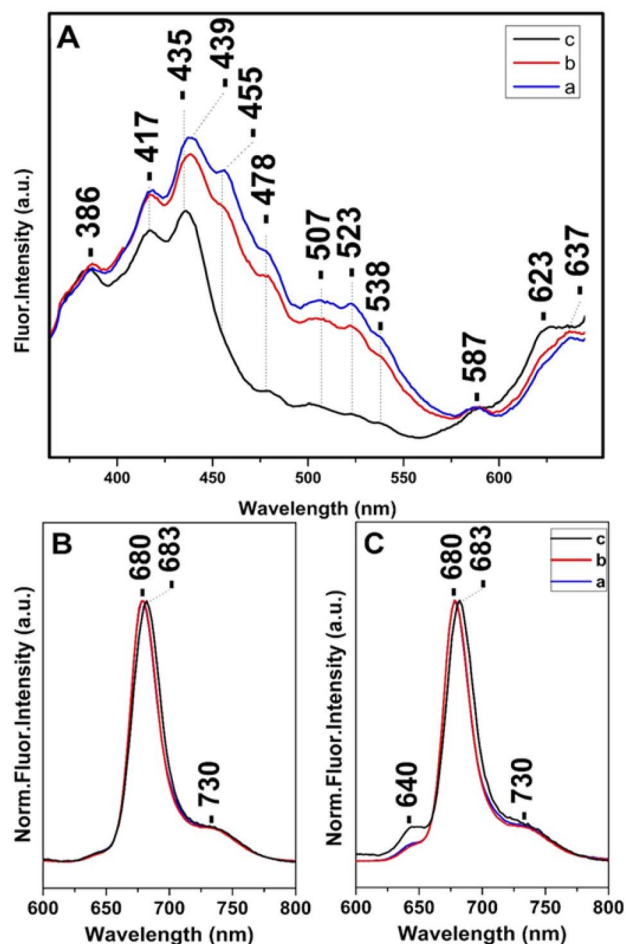 A
386
417
435
439
455
478
507
523
538
587
623
637
c
b
a
Fluor.Intensity (a.u.)
400 450 500 550 600
Wavelength (nm)
B
680
683
730
Norm.Fluor.Intensity (a.u.)
600 650 700 750 800
Wavelength (nm)
C
640
680
683
730
c
b
a
Norm.Fluor.Intensity (a.u.)
600 650 700 750 800
Wavelength (nm)